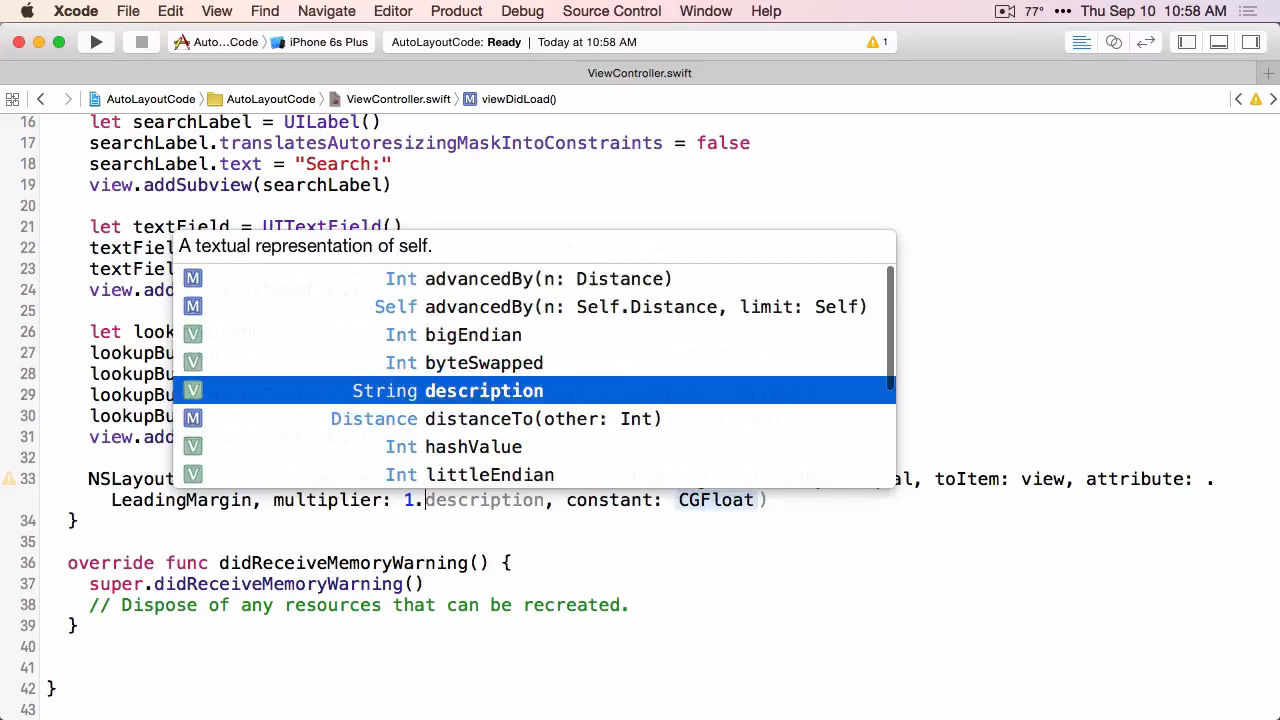 Xcode File Edit View Find Navigate Editor Product Debug Source Control Window Help 77° ••• Thu Sep 10 10:58 AM
Auto...Code iPhone 6s Plus AutoLayoutCode: Ready | Today at 10:58 AM 1
ViewController.swift
AutoLayoutCode AutoLayoutCode ViewController.swift M viewDidLoad()
16 let searchLabel = UILabel()
17 searchLabel.translatesAutoresizingMaskIntoConstraints = false
18 searchLabel.text = "Search:"
19 view.addSubview(searchLabel)
20
21 let textField = UITextField()
22 textFiel
23 textFiel
24 view.add
25
26 let look
27 lookupBu
28 lookupBu
29 lookupBu
30 lookupBu
31 view.add
32
A textual representation of self.
M Int advancedBy(n: Distance)
M Self advancedBy(n: Self.Distance, limit: Self)
V Int bigEndian
V Int byteSwapped
V String description
M Distance distanceTo(other: Int)
V Int hashValue
V Int littleEndian
33 NSLayout al, toItem: view, attribute: .
LeadingMargin, multiplier: 1.description, constant: CGFloat)
34 }
35
36 override func didReceiveMemoryWarning() {
37 super.didReceiveMemoryWarning()
38 // Dispose of any resources that can be recreated.
39 }
40
41
42 }
43